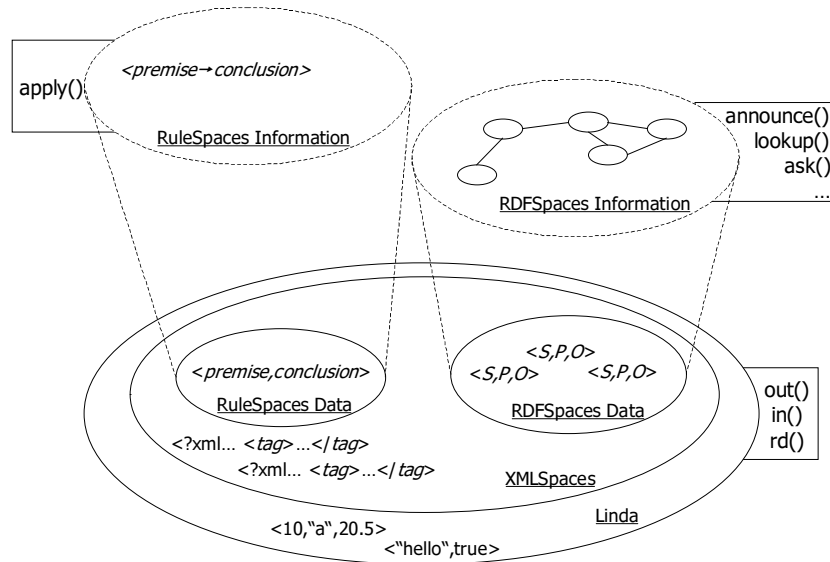 <premise→conclusion>
apply()
RuleSpaces Information
announce()
lookup()
ask()
...
RDFSpaces Information
<S,P,O>
<S,P,O> <S,P,O>
<premise,conclusion>
RuleSpaces Data
RDFSpaces Data
out()
in()
rd()
<?xml... <tag>...</tag>
<?xml... <tag>...</tag>
XMLSpaces
Linda
<10,“a“,20.5>
<“hello“,true>